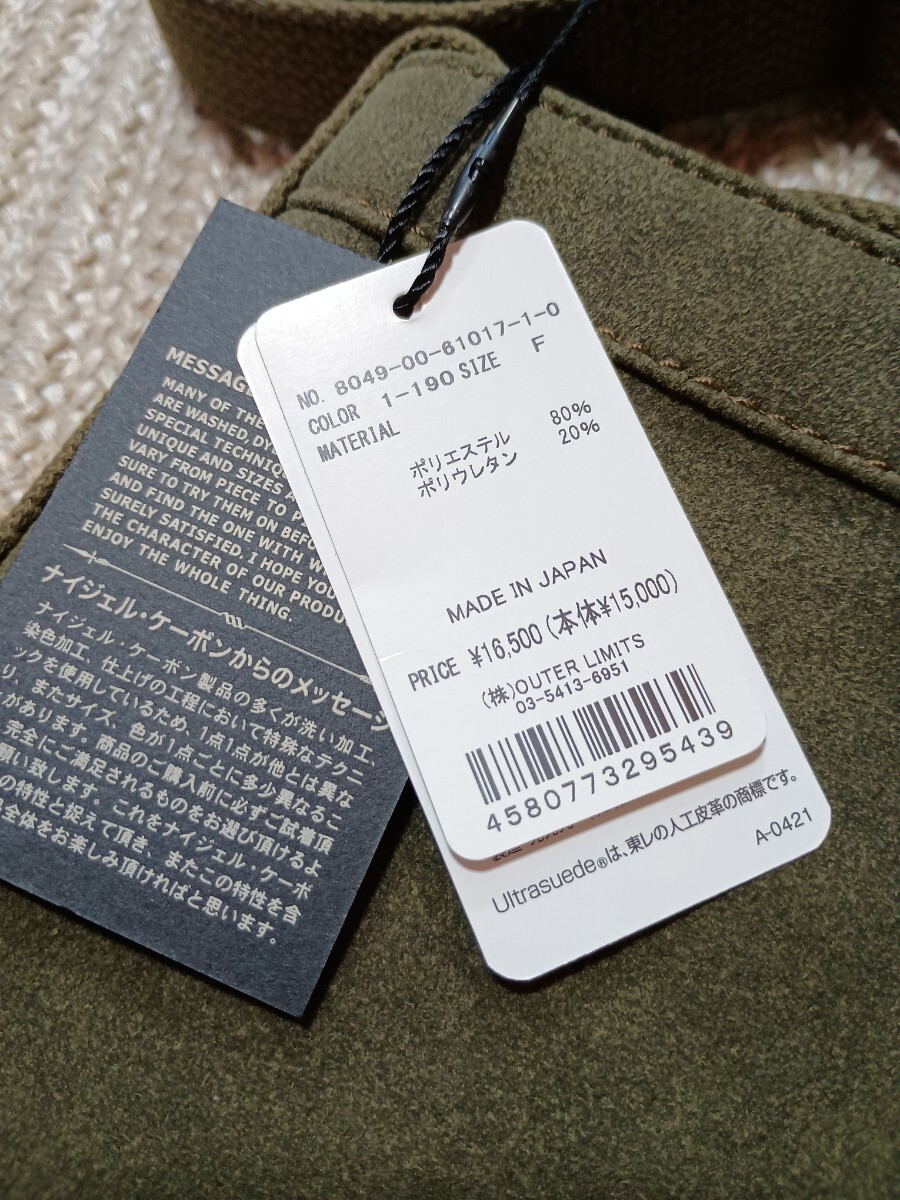 MESSAG
MANY OF THE
ARE WASHED, DY
SPECIAL TECHNIQ
UNIQUE AND SIZES A
VARY FROM PIECE TO P
SURE TO TRY THEM ON BEFO
AND FIND THE ONE WITH W
SURELY SATISFIED. I HOPE YOU
THE CHARACTER OF OUR PRODU
ENJOY THE WHOLE THING.
ナイジェル・ケーボンからのメッセージ
ナイジェル・ケーボン製品の多くが洗い加工
染色加工、仕上げの工程において特殊なテクニ
ックを使用しているため、1点1点が他とは異な
り、またサイズ、色が1点ごとに多少異なるこ
とがあります。商品のご購入前に必ずご試着頂
き、完全にご満足されるものをお選び頂けるよ
願い致します。これをナイジェル・ケーボ
の特性と捉えて頂き、またこの特性を含
全体をお楽しみ頂ければと思います。
NO. 8049-00-61017-1-0
COLOR 1-190 SIZE F
MATERIAL
ポリエステル 80%
ポリウレタン 20%
MADE IN JAPAN
PRICE ¥16,500(本体¥15,000)
(株)OUTER LIMITS
03-5413-6951
4580773295439
Ultrasuede®は、東レの人工皮革の商標です。
A-0421